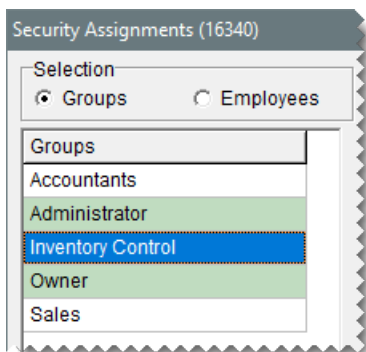 Security Assignments (16340)
Selection
Groups Employees
Groups
Accountants
Administrator
Inventory Control
Owner
Sales